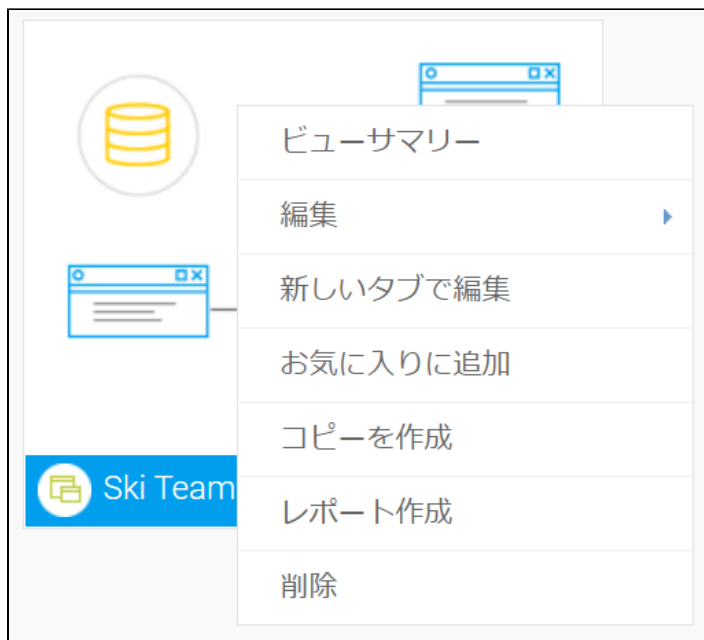 ビューサマリー
編集
新しいタブで編集
お気に入りに追加
コピーを作成
Ski Team
レポート作成
削除